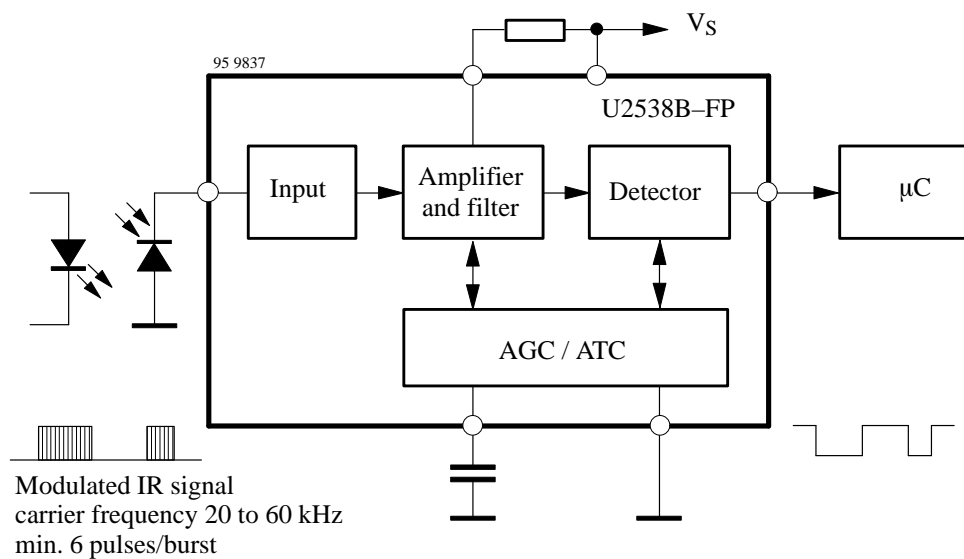 V_S
95 9837
U2538B–FP
Input
Amplifier
and filter
Detector
µC
AGC / ATC
Modulated IR signal
carrier frequency 20 to 60 kHz
min. 6 pulses/burst